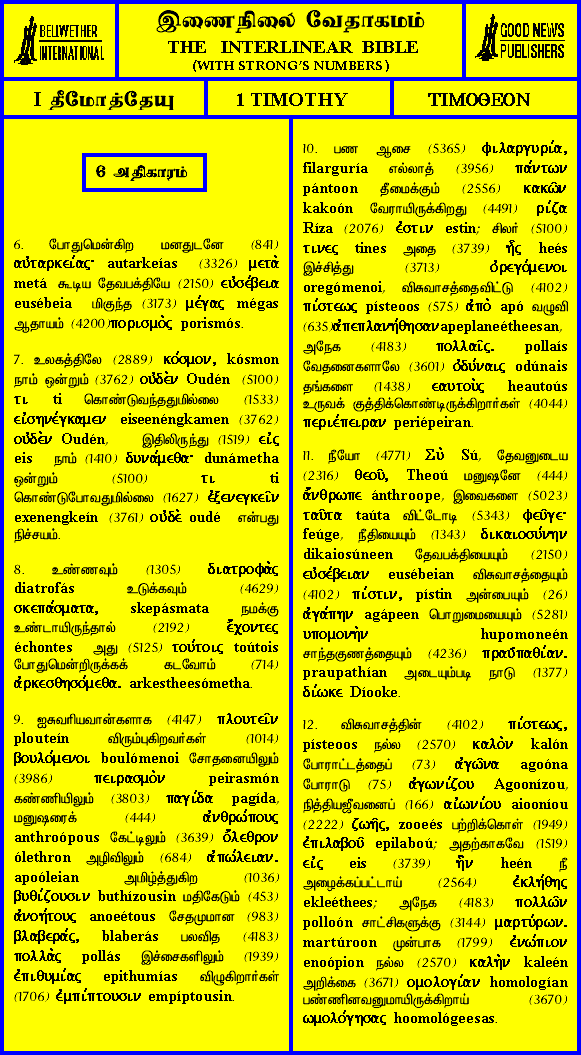 BELLWETHER
INTERNATIONAL
இணைநிலை வேதாகமம்
THE INTERLINEAR BIBLE
(WITH STRONG'S NUMBERS)
GOOD NEWS
PUBLISHERS
I தீமோத்தேயு
1 TIMOTHY
ΤΙΜΟΘΕΟΝ
6 அதிகாரம்
6. போதுமென்கிற மனதுடனே (841)
αὐταρκείας· autarkeías (3326) μετὰ
metá கூடிய தேவபக்தியே (2150) εὐσέβεια
eusébeia மிகுந்த (3173) μέγας mégas
ஆதாயம் (4200)πορισμὸς porismós.
7. உலகத்திலே (2889) κόσμον, kósmon
நாம் ஒன்றும் (3762) οὐδὲν Oudén (5100)
τι ti கொண்டுவந்ததுமில்லை (1533)
εἰσηνέγκαμεν eiseenéngkamen (3762)
οὐδὲν Oudén, இதிலிருந்து (1519) εἰς
eis நாம் (1410) δυνάμεθα· dunámetha
ஒன்றும் (5100) τι ti
கொண்டுபோவதுமில்லை (1627) ἐξενεγκεῖν
exenengkeín (3761) οὐδὲ oudé என்பது
நிச்சயம்.
8. உண்ணவும் (1305) διατροφὰς
diatrofás உடுக்கவும் (4629)
σκεπάσματα, skepásmata நமக்கு
உண்டாயிருந்தால் (2192) ἔχοντες
échontes அது (5125) τούτοις toútois
போதுமென்றிருக்கக் கடவோம் (714)
ἀρκεσθησόμεθα. arkestheesómetha.
9. ஐசுவரியவான்களாக (4147) πλουτεῖν
plouteín விரும்புகிறவர்கள் (1014)
βουλόμενοι boulómenoi சோதனையிலும்
(3986) πειρασμὸν peirasmón
கண்ணியிலும் (3803) παγίδα pagída,
மனுஷரைக் (444) ἀνθρώπους
anthroópous கேட்டிலும் (3639) ὄλεθρον
ólethron அழிவிலும் (684) ἀπώλειαν.
apoóleian அமிழ்த்துகிற (1036)
βυθίζουσιν buthízousin மதிகேடும் (453)
ἀνοήτους anoeétous சேதமுமான (983)
βλαβεράς, blaberás பலவித (4183)
πολλὰς pollás இச்சைகளிலும் (1939)
ἐπιθυμίας epithumías விழுகிறார்கள்
(1706) ἐμπίπτουσιν empíptousin.
10. பண ஆசை (5365) φιλαργυρία,
filarguría எல்லாத் (3956) πάντων
pántoon தீமைக்கும் (2556) κακῶν
kakoón வேராயிருக்கிறது (4491) ρίζα
Ríza (2076) ἐστιν estin; சிலர் (5100)
τινες tines அதை (3739) ἧς heés
இச்சித்து (3713) ὀρεγόμενοι
oregómenoi, விசுவாசத்தைவிட்டு (4102)
πίστεως písteoos (575) ἀπὸ apó வழுவி
(635)ἀπεπλανήθησαν apeplaneétheesan,
அநேக (4183) πολλαῖς. pollaís
வேதனைகளாலே (3601) ὀδύναις odúnais
தங்களை (1438) εαυτοὺς heautoús
உருவக் குத்திக்கொண்டிருக்கிறார்கள் (4044)
περιέπειραν periépeiran.
11. நீயோ (4771) Σὺ Sú, தேவனுடைய
(2316) θεοῦ, Theoú மனுஷனே (444)
ἄνθρωπε ánthroope, இவைகளை (5023)
ταῦτα taúta விட்டோடி (5343) φεῦγε·
feúge, நீதியையும் (1343) δικαιοσύνην
dikaiosúneen தேவபக்தியையும் (2150)
εὐσέβειαν eusébeian விசுவாசத்தையும்
(4102) πίστιν, pístin அன்பையும் (26)
ἀγάπην agápeen பொறுமையையும் (5281)
υπομονὴν hupomoneén
சாந்தகுணத்தையும் (4236) πραϋπαθίαν.
praupathían அடையும்படி நாடு (1377)
δίωκε Díooke.
12. விசுவாசத்தின் (4102) πίστεως,
písteoos நல்ல (2570) καλὸν kalón
போராட்டத்தைப் (73) ἀγῶνα agoóna
போராடு (75) ἀγωνίζου Agoonízou,
நித்தியஜீவனைப் (166) αἰωνίου aiooníou
(2222) ζωῆς, zooeés பற்றிக்கொள் (1949)
ἐπιλαβοῦ epilaboú; அதற்காகவே (1519)
εἰς eis (3739) ἣν heén நீ
அழைக்கப்பட்டாய் (2564) ἐκλήθης
ekleéthees; அநேக (4183) πολλῶν
polloón சாட்சிகளுக்கு (3144) μαρτύρων.
martúroon முன்பாக (1799) ἐνώπιον
enoópion நல்ல (2570) καλὴν kaleén
அறிக்கை (3671) ομολογίαν homologían
பண்ணினவனுமாயிருக்கிறாய் (3670)
ωμολόγησας hoomológeesas.